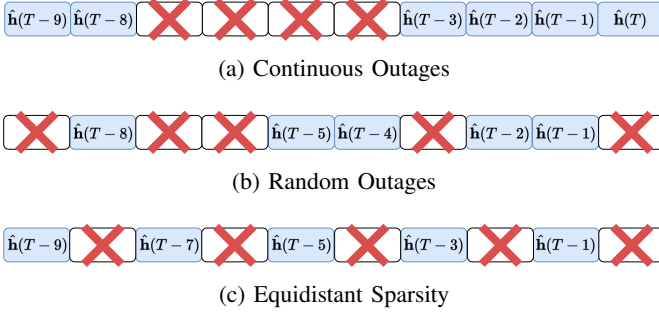 ĥ(T − 9) ĥ(T − 8) ĥ(T − 3) ĥ(T − 2) ĥ(T − 1) ĥ(T)
(a) Continuous Outages
ĥ(T − 8) ĥ(T − 5) ĥ(T − 4) ĥ(T − 2) ĥ(T − 1)
(b) Random Outages
ĥ(T − 9) ĥ(T − 7) ĥ(T − 5) ĥ(T − 3) ĥ(T − 1)
(c) Equidistant Sparsity